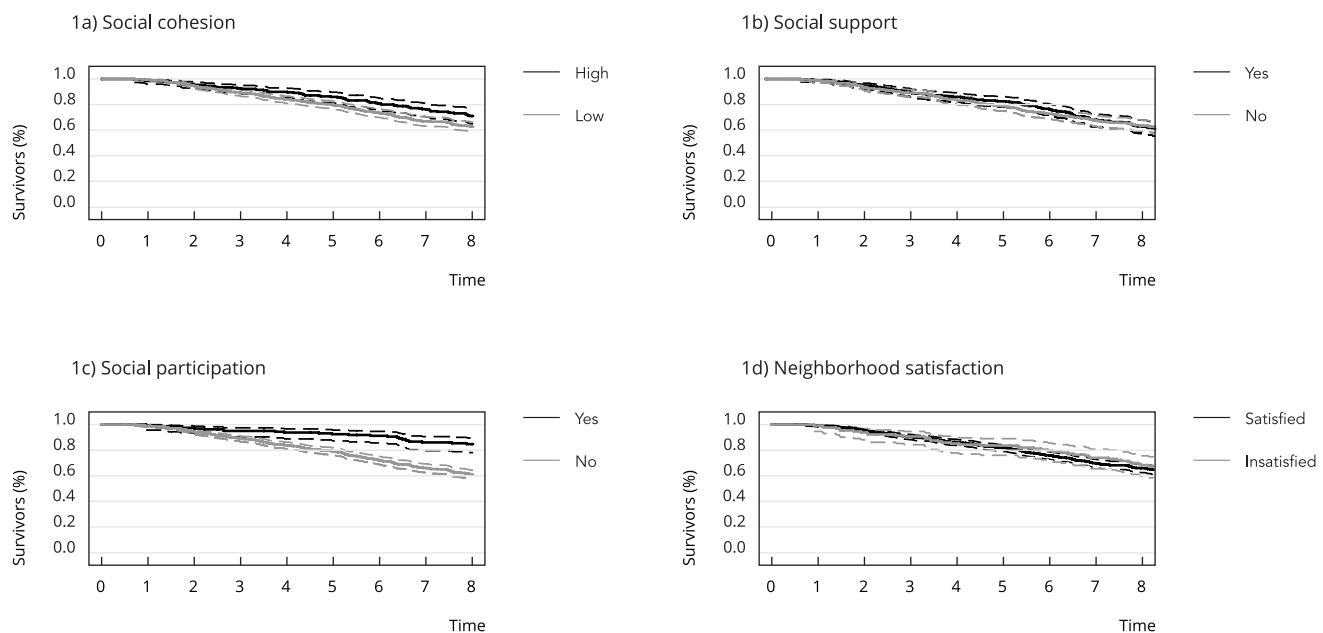 1a) Social cohesion
1.0
0.8
0.6
0.4
0.2
0.0
Survivors (%)
0 1 2 3 4 5 6 7 8
Time
High
Low
1b) Social support
1.0
0.8
0.6
0.4
0.2
0.0
Survivors (%)
0 1 2 3 4 5 6 7 8
Time
Yes
No
1c) Social participation
1.0
0.8
0.6
0.4
0.2
0.0
Survivors (%)
0 1 2 3 4 5 6 7 8
Time
Yes
No
1d) Neighborhood satisfaction
1.0
0.8
0.6
0.4
0.2
0.0
Survivors (%)
0 1 2 3 4 5 6 7 8
Time
Satisfied
Insatisfied